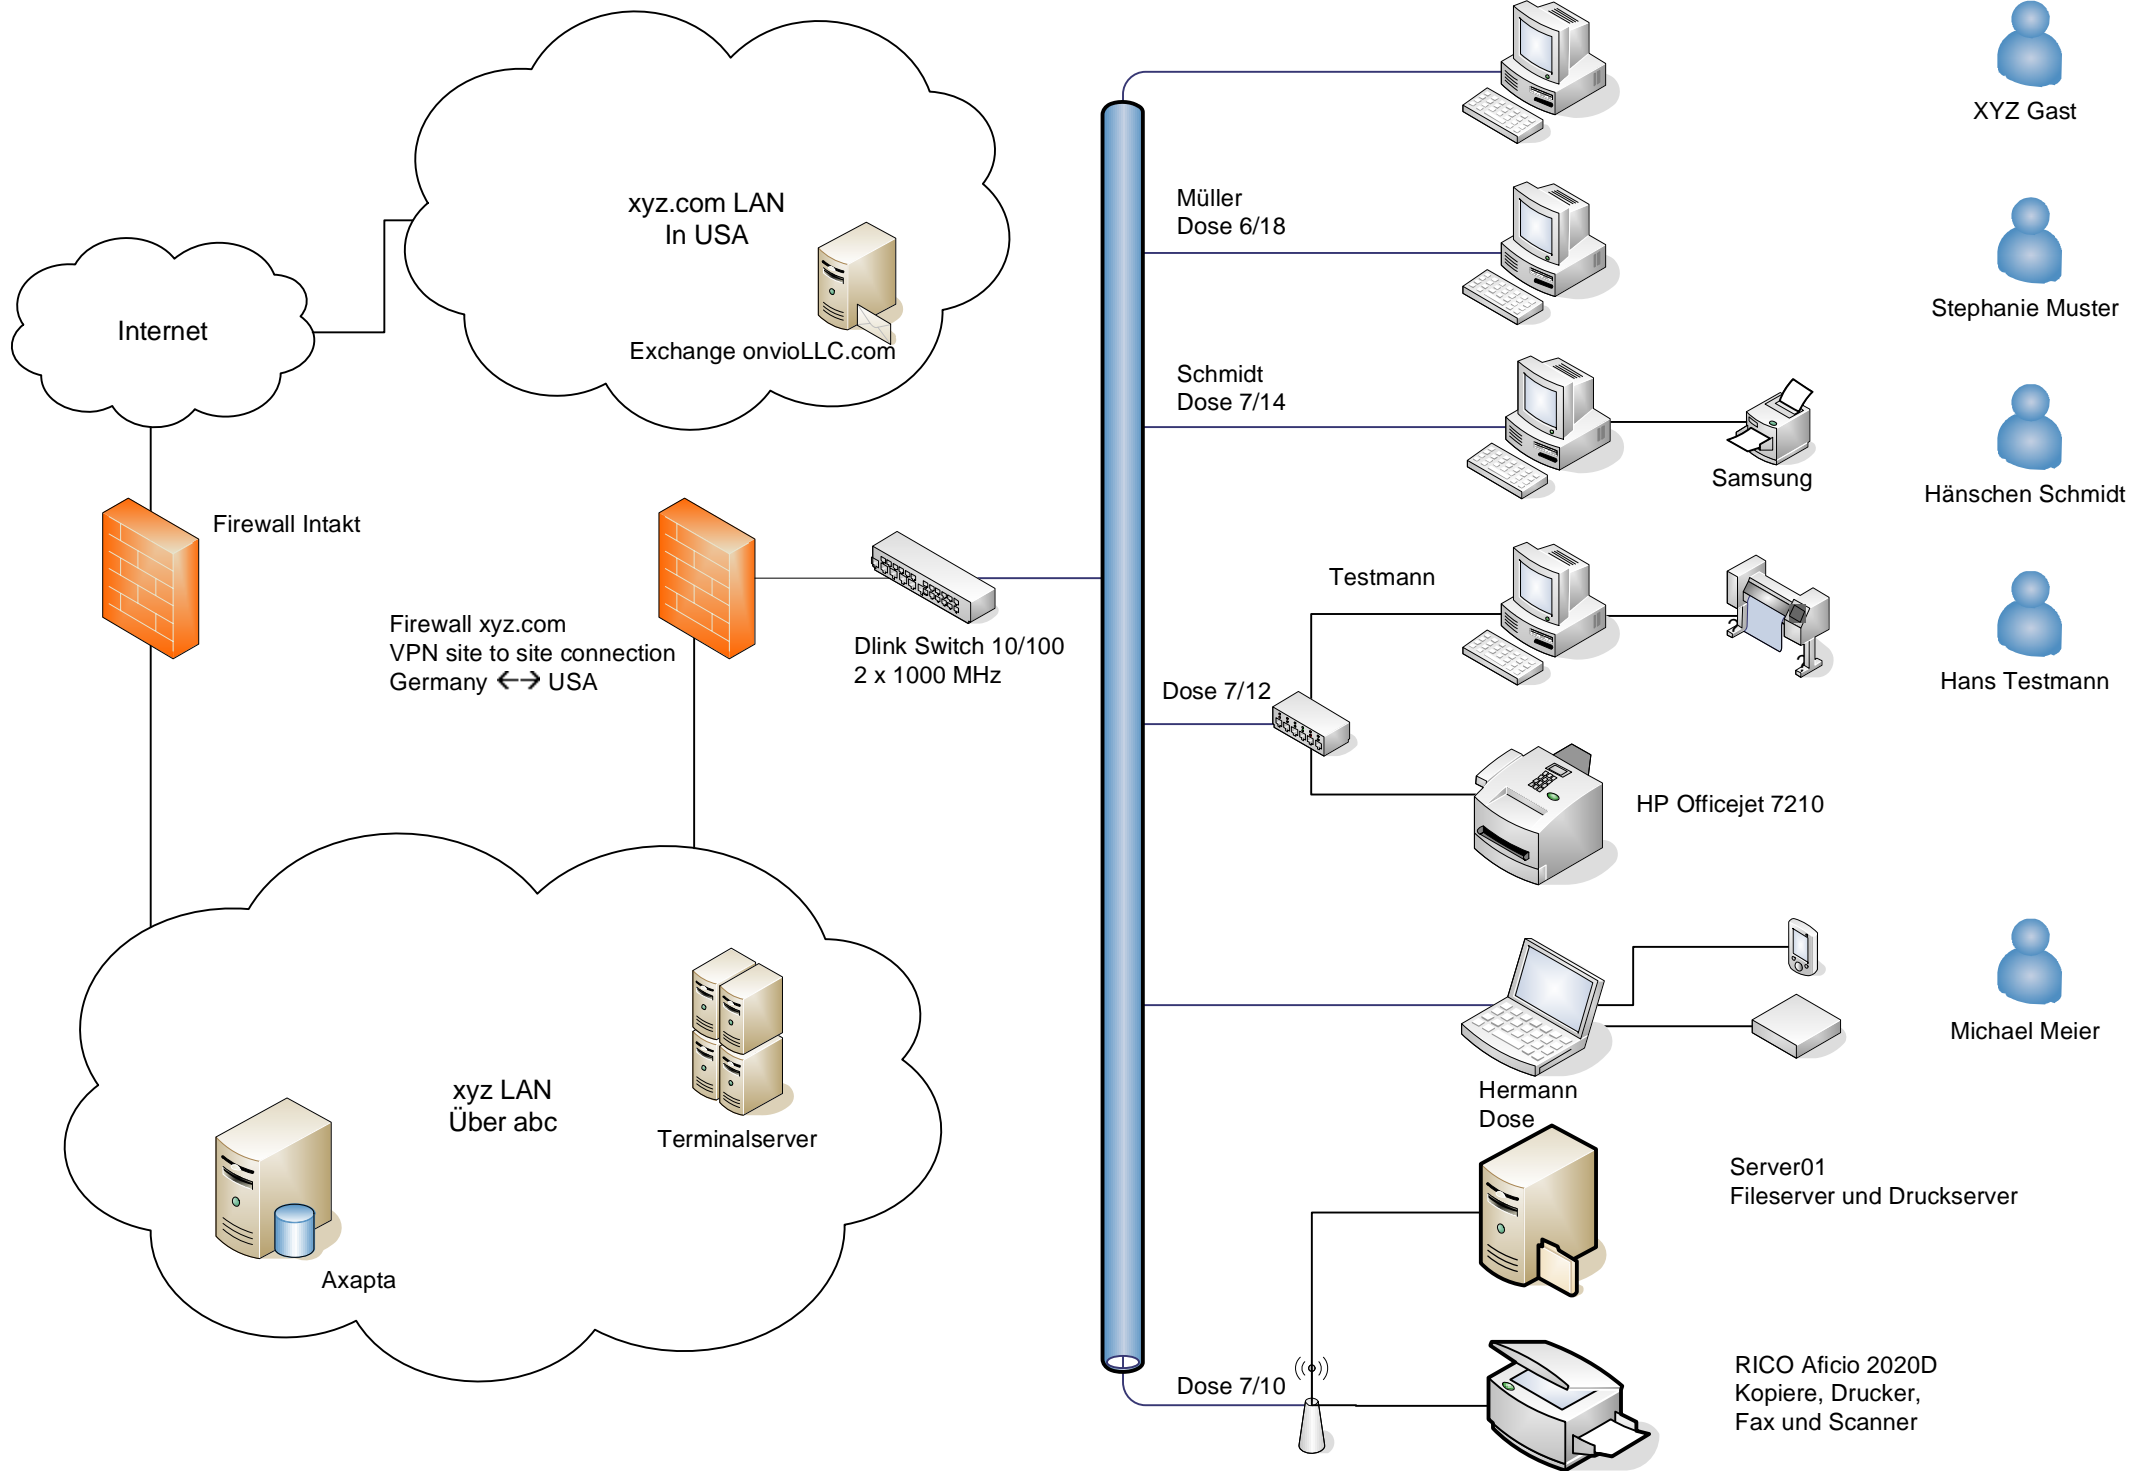 XYZ Gast
xyz.com LAN
In USA
Exchange onvioLLC.com
Internet
Müller
Dose 6/18
Stephanie Muster
Schmidt
Dose 7/14
Samsung
Hänschen Schmidt
Firewall Intakt
Firewall xyz.com
VPN site to site connection
Germany ←→ USA
Dlink Switch 10/100
2 x 1000 MHz
Testmann
Dose 7/12
Hans Testmann
HP Officejet 7210
Michael Meier
Hermann
Dose
xyz LAN
Über abc
Terminalserver
Axapta
Server01
Fileserver und Druckserver
Dose 7/10
RICO Aficio 2020D
Kopiere, Drucker,
Fax und Scanner